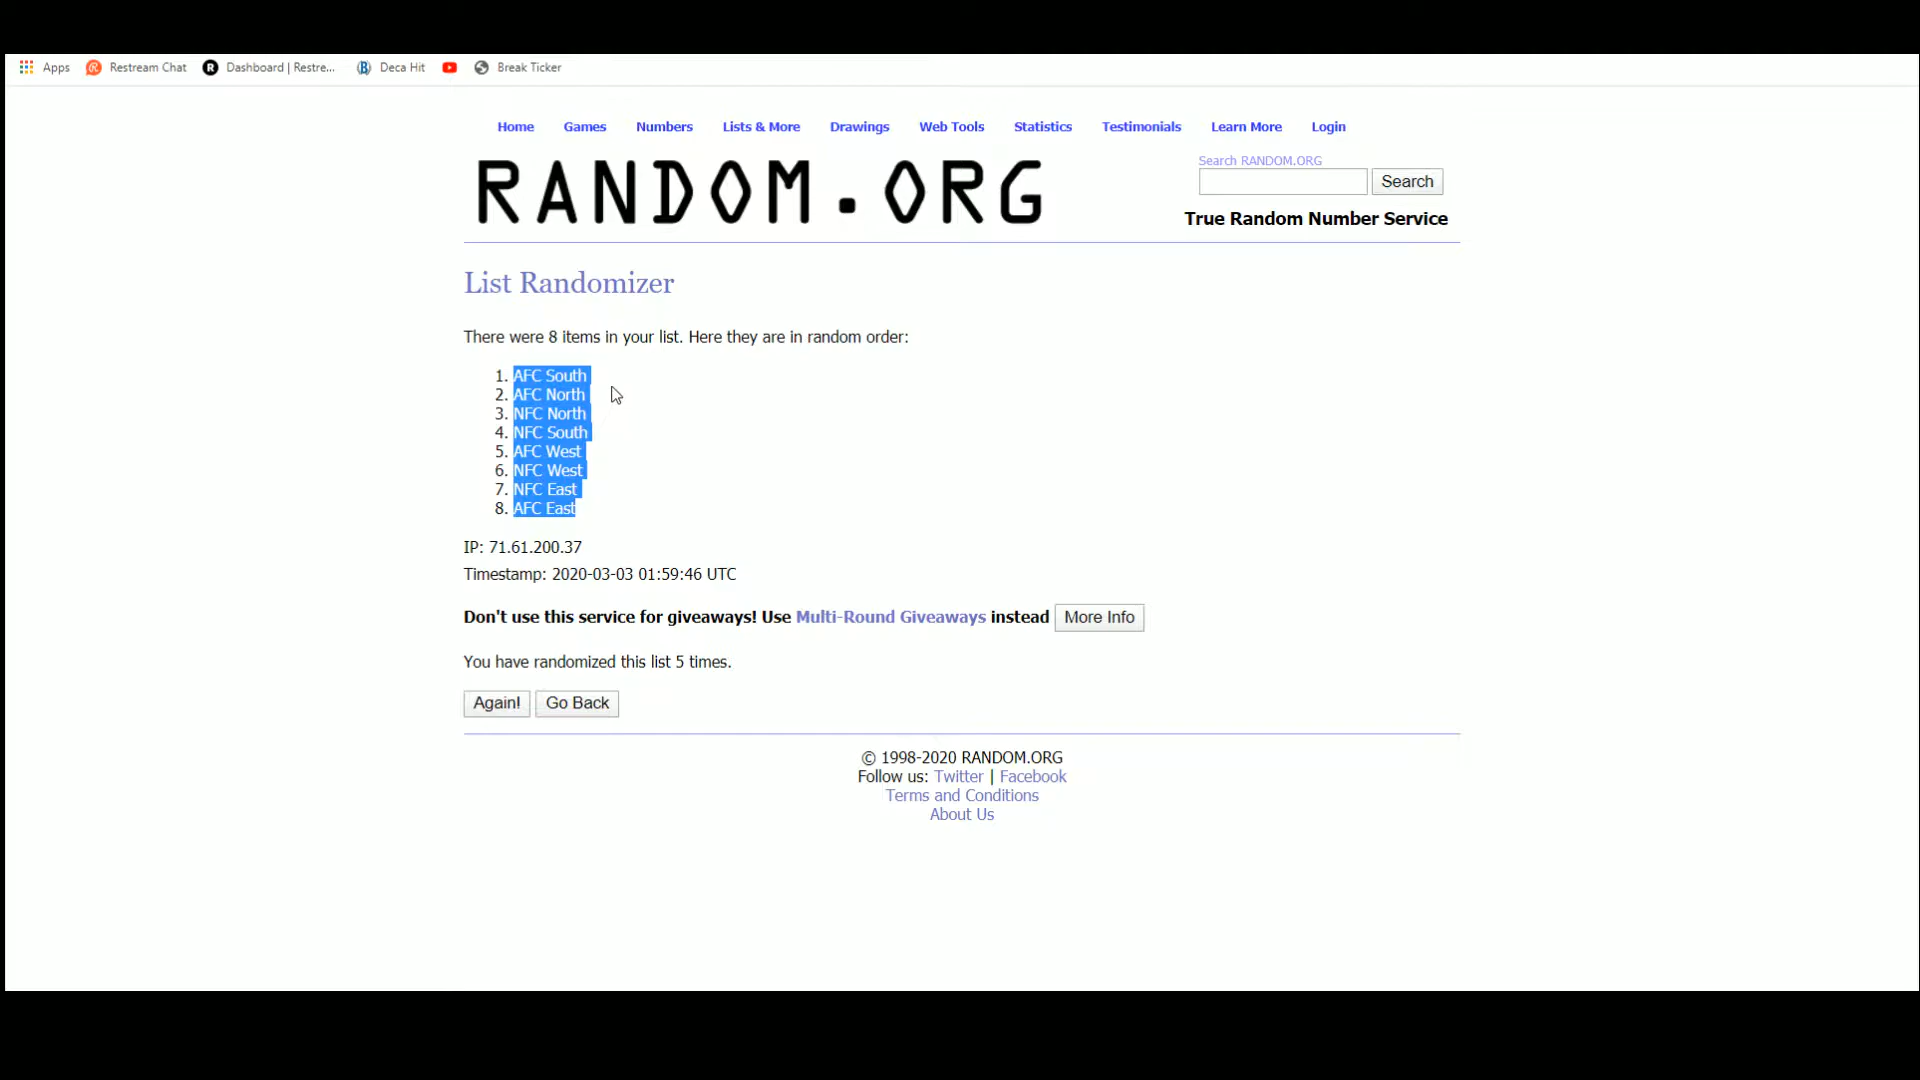 Apps Restream Chat Dashboard | Restre... Deca Hit Break Ticker
Home Games Numbers Lists & More Drawings Web Tools Statistics Testimonials Learn More Login
RANDOM.ORG
Search RANDOM.ORG
Search
True Random Number Service
List Randomizer
There were 8 items in your list. Here they are in random order:
1. AFC South
2. AFC North
3. NFC North
4. NFC South
5. AFC West
6. NFC West
7. NFC East
8. AFC East
IP: 71.61.200.37
Timestamp: 2020-03-03 01:59:46 UTC
Don't use this service for giveaways! Use Multi-Round Giveaways instead More Info
You have randomized this list 5 times.
Again! Go Back
© 1998-2020 RANDOM.ORG
Follow us: Twitter | Facebook
Terms and Conditions
About Us